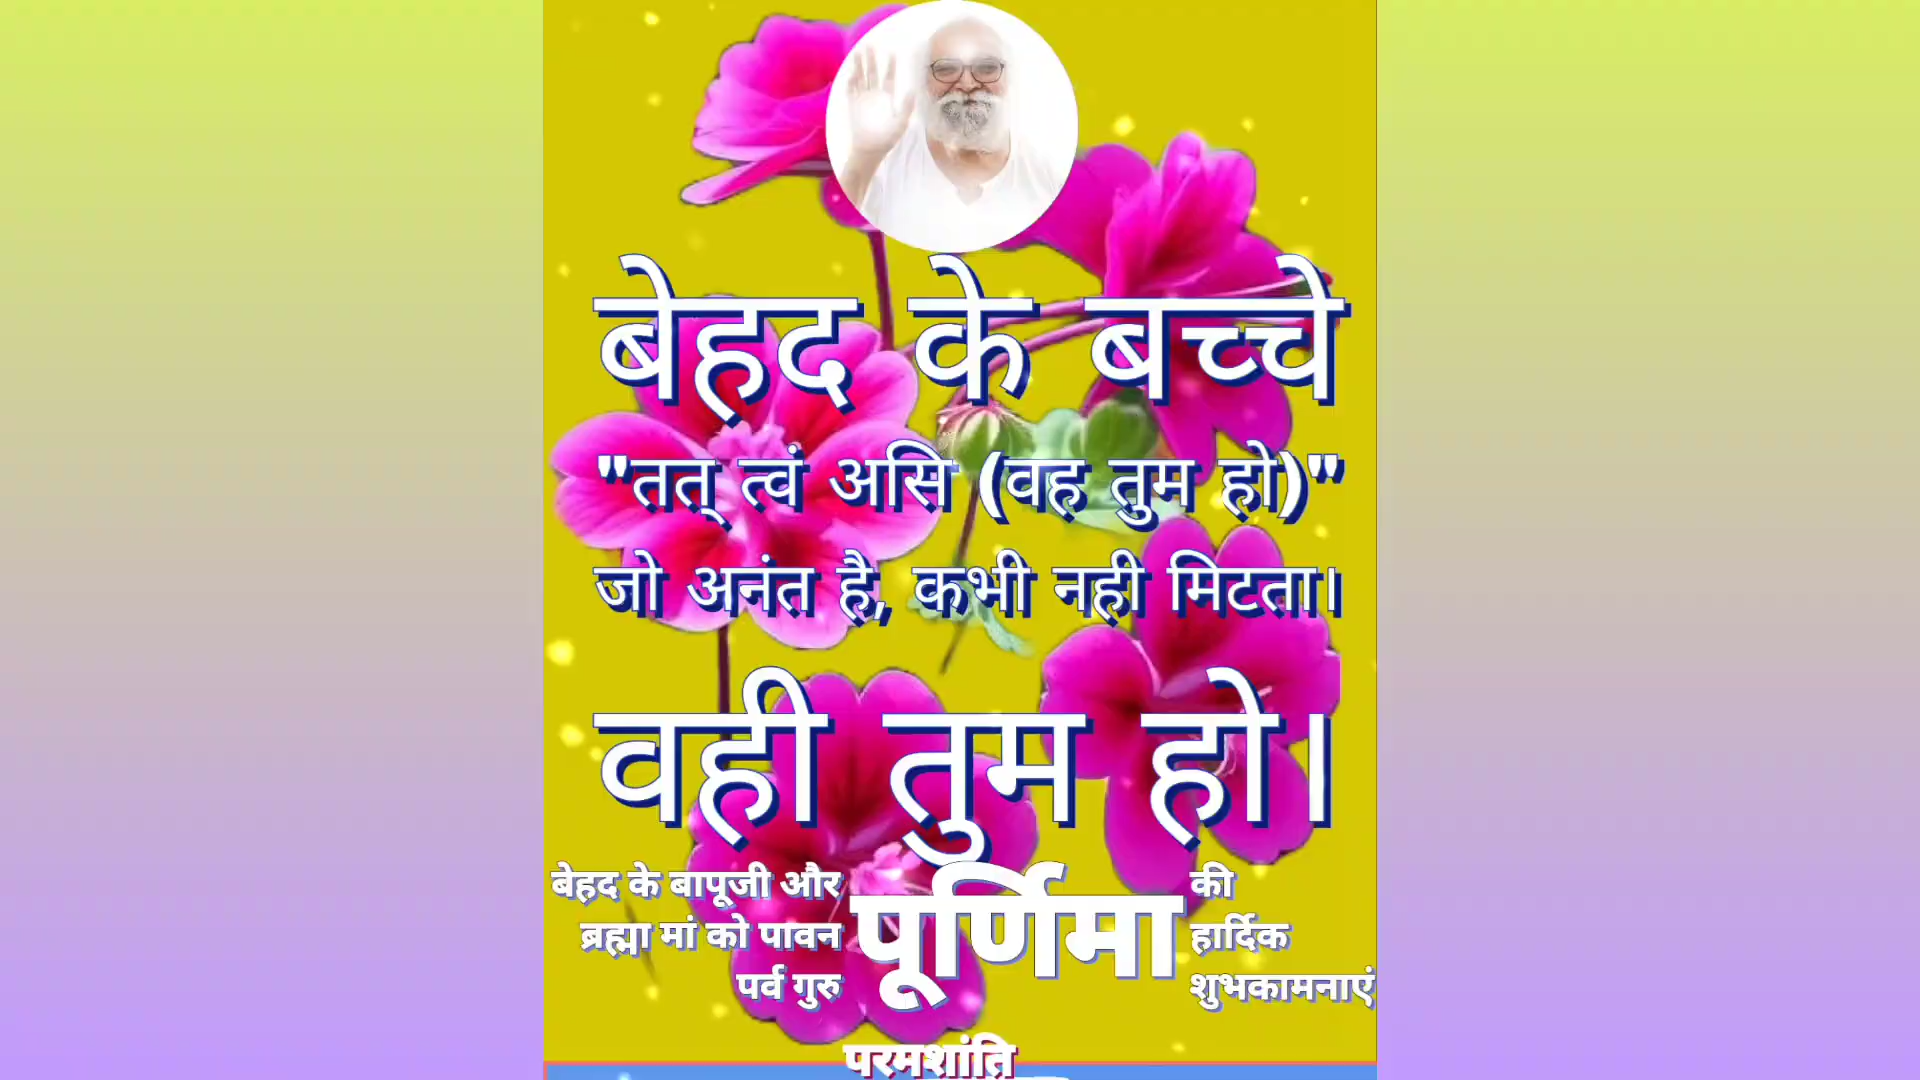 बेहद के बच्चे
"तत् त्वं असि (वह तुम हो)"
जो अनंत है, कभी नही मिटता।
वही तुम हो।
बेहद के बापूजी और
ब्रह्मा मां को पावन
पर्व गुरु
पूर्णिमा
की
हार्दिक
शुभकामनाएं
परमशांति